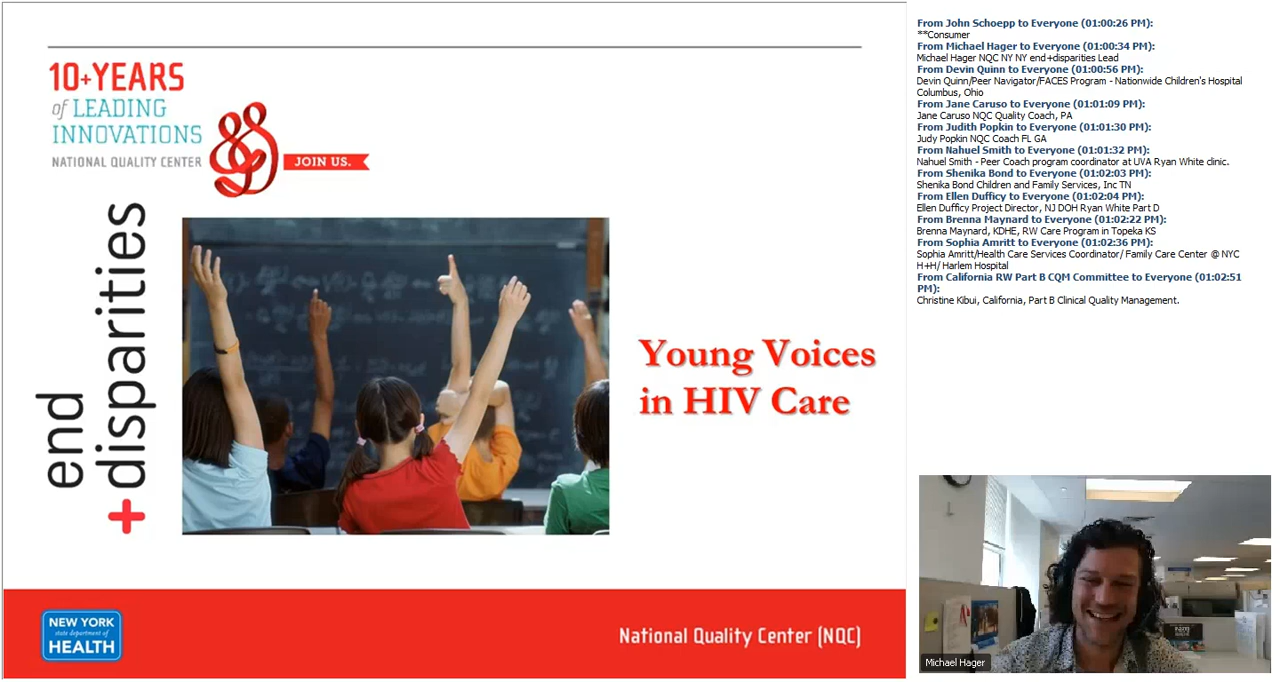 10+YEARS
of LEADING
INNOVATIONS
NATIONAL QUALITY CENTER
JOIN US.
end
+disparities
Young Voices
in HIV Care
NEW YORK
state department of
HEALTH
National Quality Center (NQC)
From John Schoepp to Everyone (01:00:26 PM):
**Consumer
From Michael Hager to Everyone (01:00:34 PM):
Michael Hager NQC NY NY end+disparities Lead
From Devin Quinn to Everyone (01:00:56 PM):
Devin Quinn/Peer Navigator/FACES Program - Nationwide Children's Hospital
Columbus, Ohio
From Jane Caruso to Everyone (01:01:09 PM):
Jane Caruso NQC Quality Coach, PA
From Judith Popkin to Everyone (01:01:30 PM):
Judy Popkin NQC Coach FL GA
From Nahuel Smith to Everyone (01:01:32 PM):
Nahuel Smith - Peer Coach program coordinator at UVA Ryan White clinic.
From Shenika Bond to Everyone (01:02:03 PM):
Shenika Bond Children and Family Services, Inc TN
From Ellen Dufficy to Everyone (01:02:04 PM):
Ellen Dufficy Project Director, NJ DOH Ryan White Part D
From Brenna Maynard to Everyone (01:02:22 PM):
Brenna Maynard, KDHE, RW Care Program in Topeka KS
From Sophia Amritt to Everyone (01:02:36 PM):
Sophia Amritt/Health Care Services Coordinator/ Family Care Center @ NYC
H+H/ Harlem Hospital
From California RW Part B CQM Committee to Everyone (01:02:51
PM):
Christine Kibui, California, Part B Clinical Quality Management.
Michael Hager